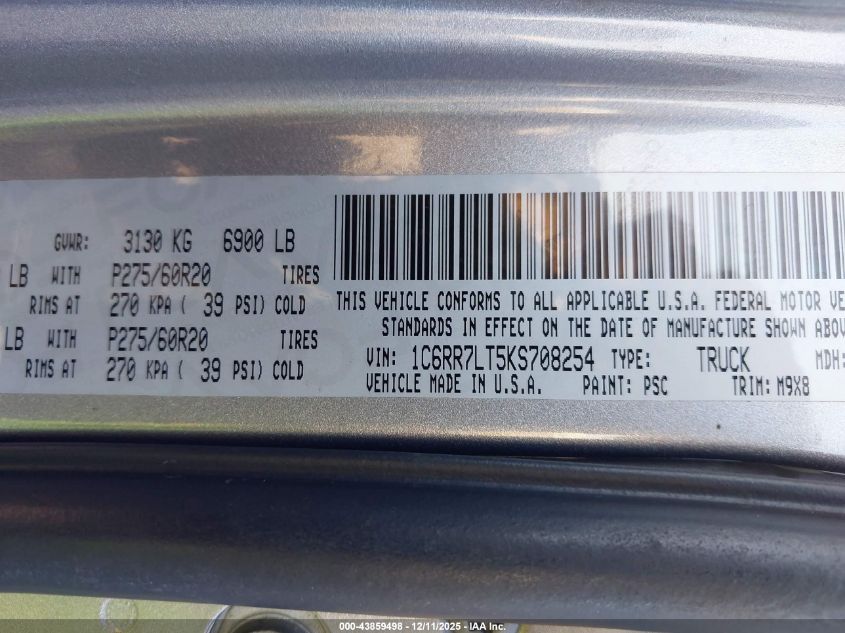 GVWR: 3130 KG 6900 LB
LB WITH P275/60R20 TIRES
RIMS AT 270 KPA ( 39 PSI) COLD
LB WITH P275/60R20 TIRES
RIMS AT 270 KPA ( 39 PSI) COLD
THIS VEHICLE CONFORMS TO ALL APPLICABLE U.S.A. FEDERAL MOTOR VE
STANDARDS IN EFFECT ON THE DATE OF MANUFACTURE SHOWN ABOV
VIN: 1C6RR7LT5KS708254 TYPE: TRUCK MDH:
VEHICLE MADE IN U.S.A. PAINT: PSC TRIM: M9X8
000-43859498 - 12/11/2025 - IAA Inc.